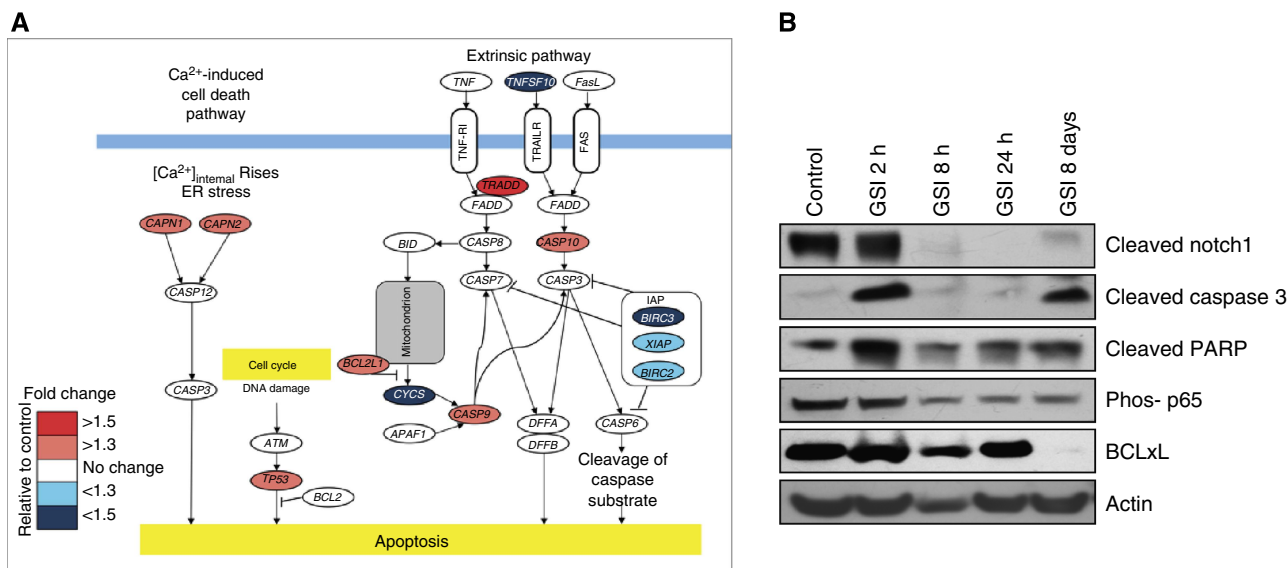 A
Extrinsic pathway
Ca2+-induced
cell death
pathway
TNF
TNFSF10
FasL
TNF-RI
TRAILR
FAS
[Ca2+]internal Rises
ER stress
TRADD
FADD
FADD
CAPN1
CAPN2
BID
CASP8
CASP10
CASP12
CASP7
CASP3
Mitochondrion
IAP
BIRC3
XIAP
BIRC2
Cell cycle
BCL2L1
DNA damage
CASP3
CYCS
CASP9
Fold change
Relative to control
>1.5
>1.3
No change
<1.3
<1.5
ATM
APAF1
DFFA
DFFB
CASP6
TP53
BCL2
Cleavage of
caspase
substrate
Apoptosis
B
Control
GSI 2 h
GSI 8 h
GSI 24 h
GSI 8 days
Cleaved notch1
Cleaved caspase 3
Cleaved PARP
Phos- p65
BCLxL
Actin